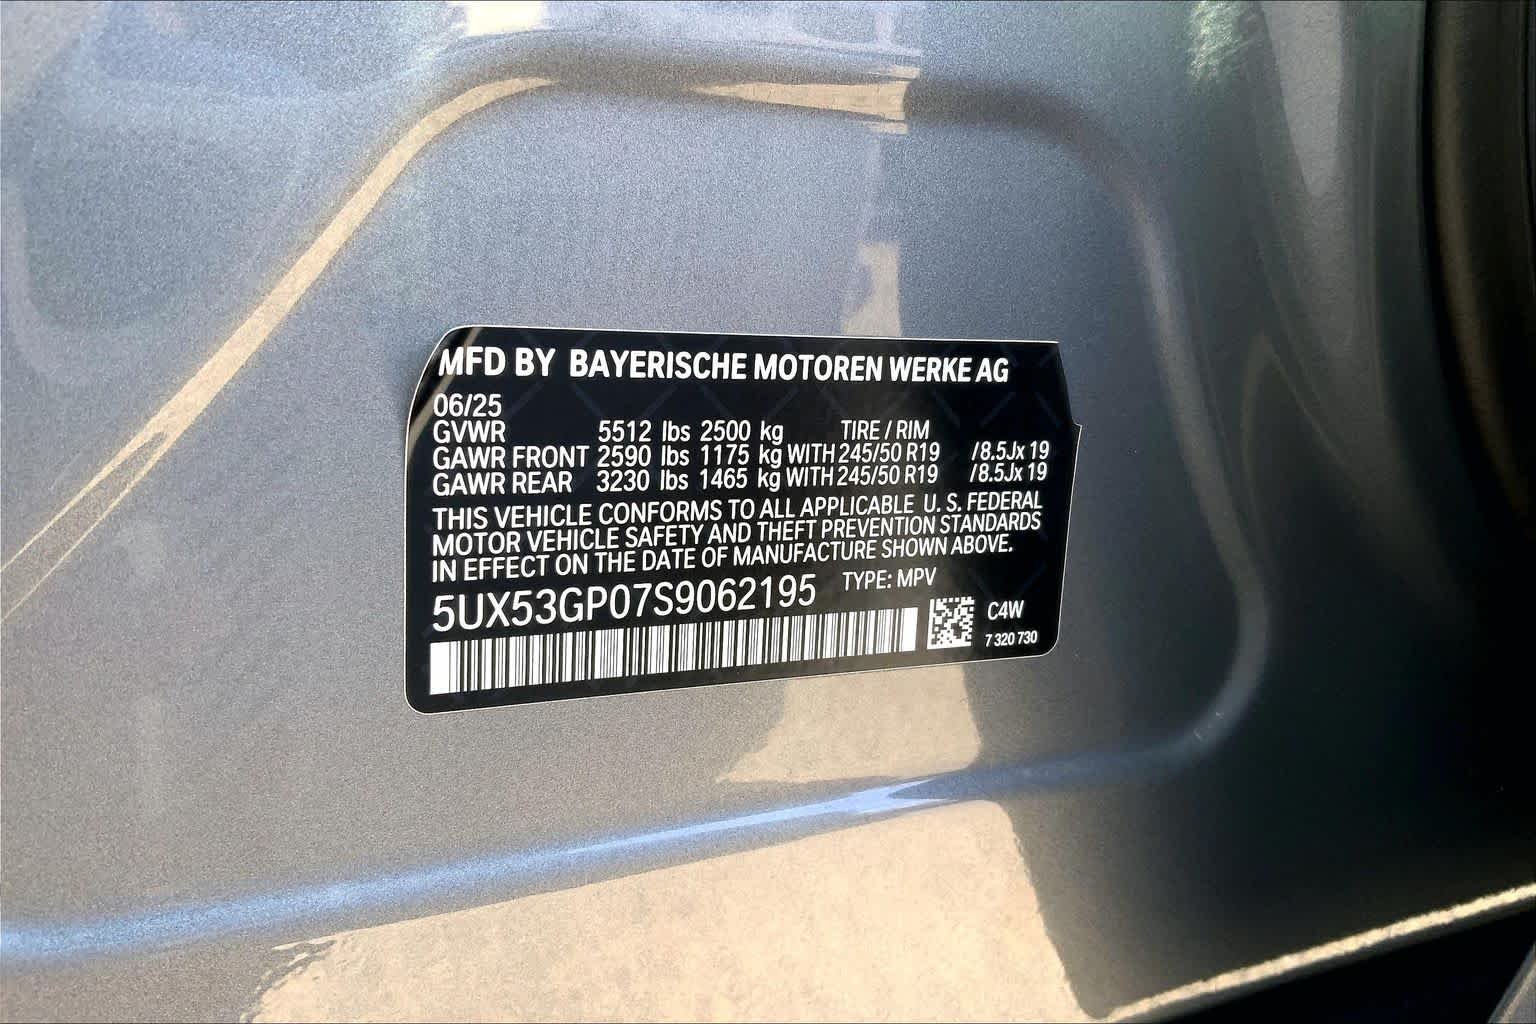 MFD BY BAYERISCHE MOTOREN WERKE AG
06/25
GVWR 5512 lbs 2500 kg TIRE / RIM
GAWR FRONT 2590 lbs 1175 kg WITH 245/50 R19 /8.5Jx 19
GAWR REAR 3230 lbs 1465 kg WITH 245/50 R19 /8.5Jx 19
THIS VEHICLE CONFORMS TO ALL APPLICABLE U. S. FEDERAL
MOTOR VEHICLE SAFETY AND THEFT PREVENTION STANDARDS
IN EFFECT ON THE DATE OF MANUFACTURE SHOWN ABOVE.
5UX53GP07S9062195 TYPE: MPV
C4W
7 320 730